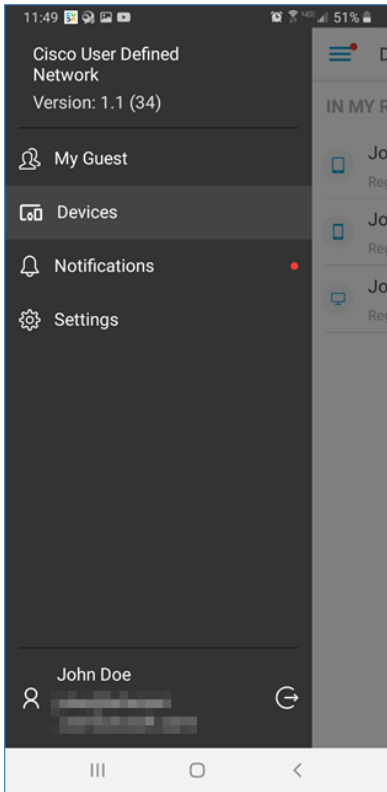 11:49
51%
Cisco User Defined
Network
Version: 1.1 (34)
My Guest
Devices
Notifications
Settings
John Doe
D
IN MY R
Jo
Reg
Jo
Reg
Jo
Reg